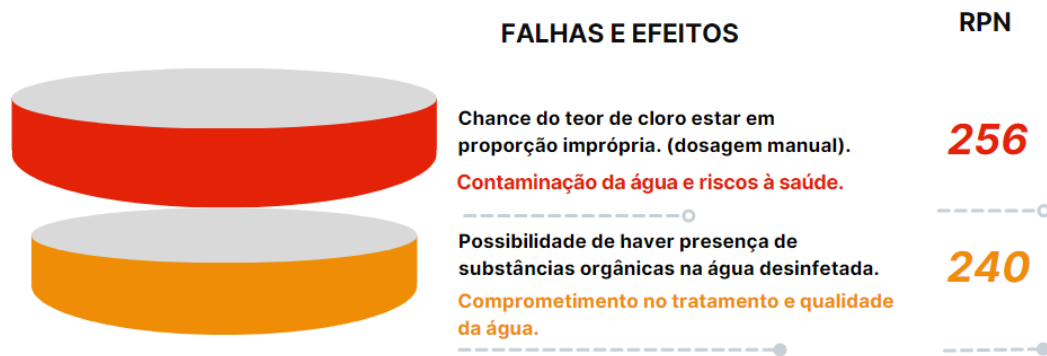 FALHAS E EFEITOS
RPN
Chance do teor de cloro estar em
proporção imprópria. (dosagem manual).
256
Contaminação da água e riscos à saúde.
Possibilidade de haver presença de
substâncias orgânicas na água desinfetada.
240
Comprometimento no tratamento e qualidade
da água.